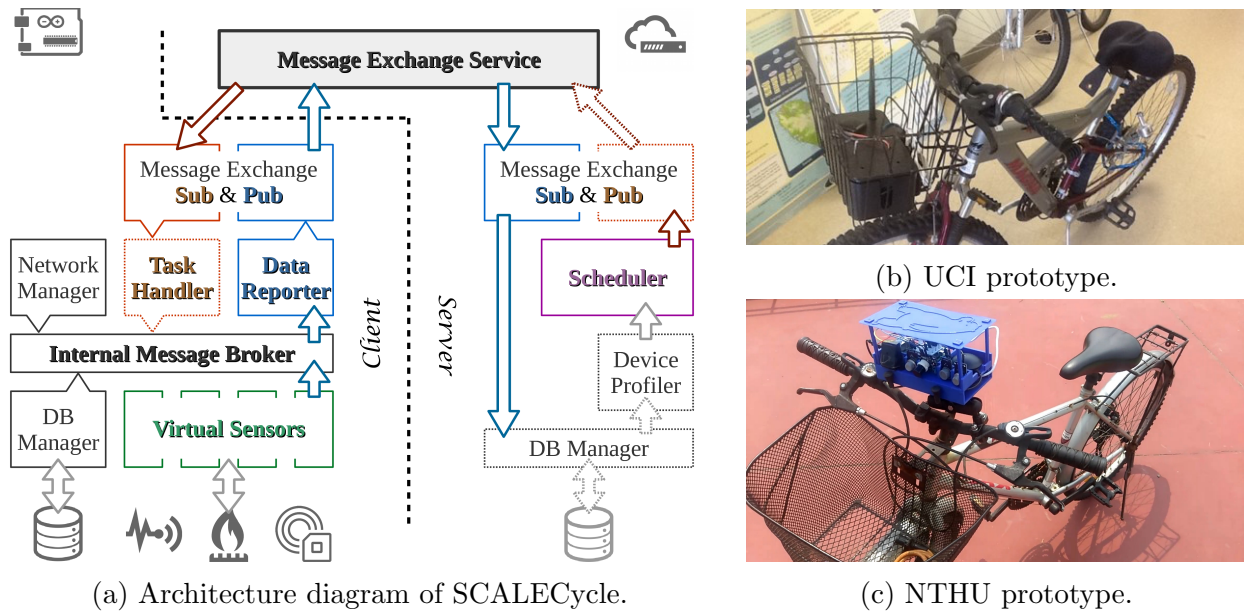 Message Exchange Service
Message Exchange
Sub & Pub
Message Exchange
Sub & Pub
Network
Manager
Task
Handler
Data
Reporter
Scheduler
Client
Server
Internal Message Broker
Device
Profiler
DB
Manager
Virtual Sensors
DB Manager
(a) Architecture diagram of SCALECycle.
(b) UCI prototype.
(c) NTHU prototype.